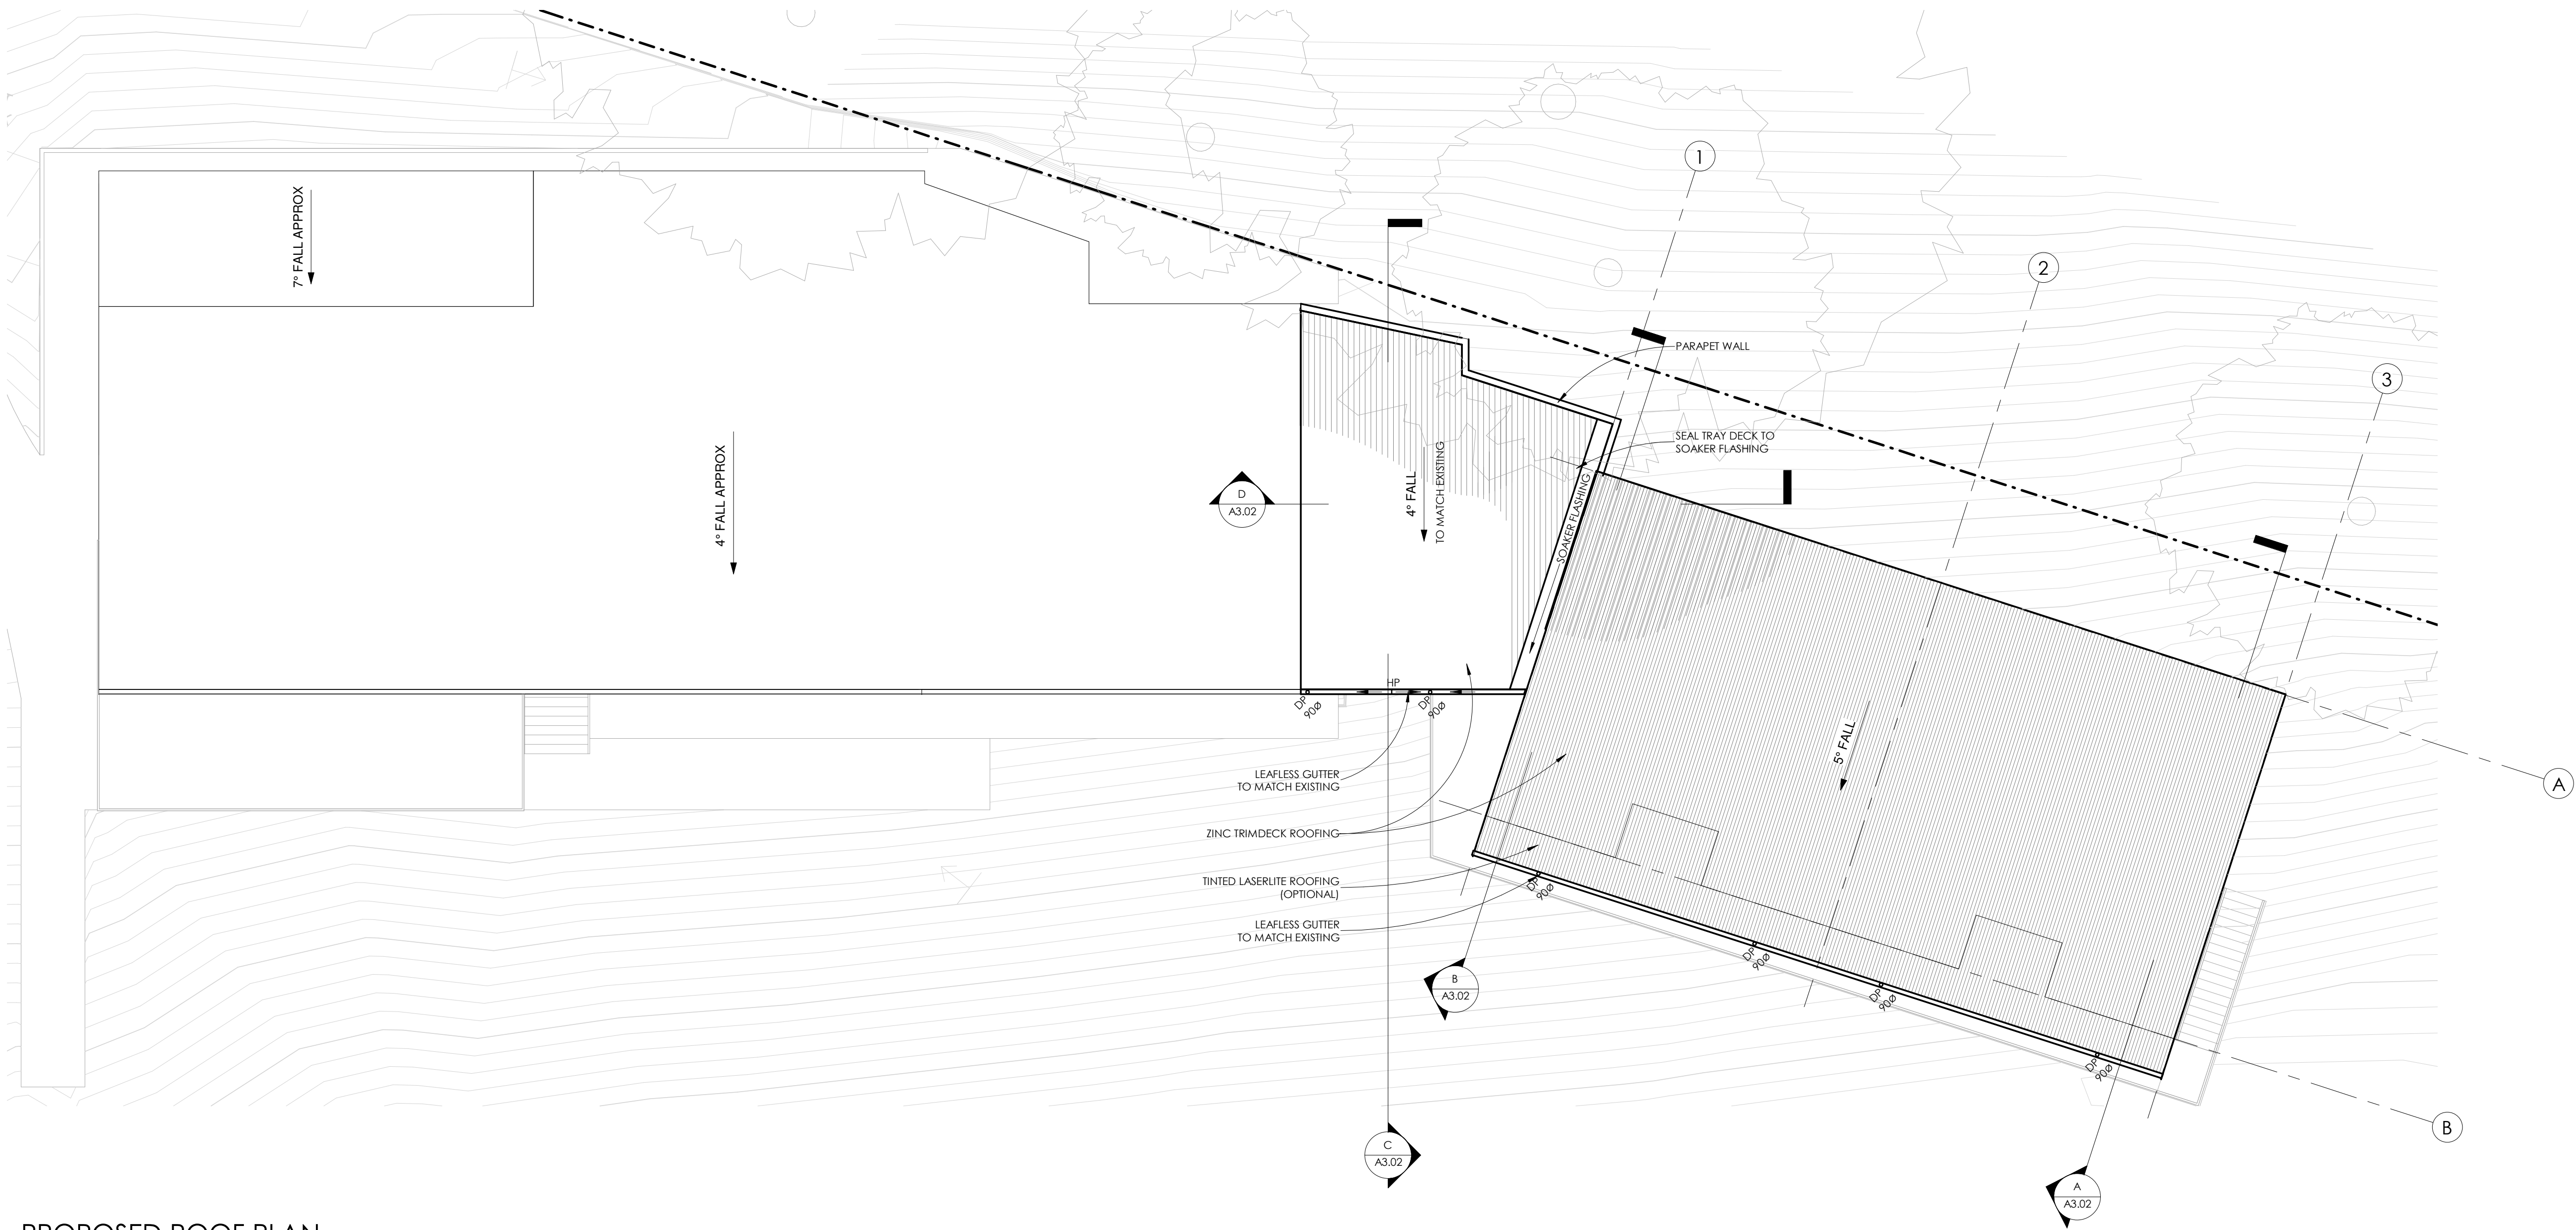 1
2
3
7° FALL APPROX
4° FALL APPROX
PARAPET WALL
SEAL TRAY DECK TO
SOAKER FLASHING
SOAKER FLASHING
4° FALL
TO MATCH EXISTING
D
A3.02
HP
DP
90Ø
DP
90Ø
5° FALL
LEAFLESS GUTTER
TO MATCH EXISTING
ZINC TRIMDECK ROOFING
TINTED LASERLITE ROOFING
(OPTIONAL)
LEAFLESS GUTTER
TO MATCH EXISTING
DP
90Ø
DP
90Ø
DP
90Ø
DP
90Ø
A
B
B
A3.02
C
A3.02
A
A3.02
PROPOSED ROOF PLAN